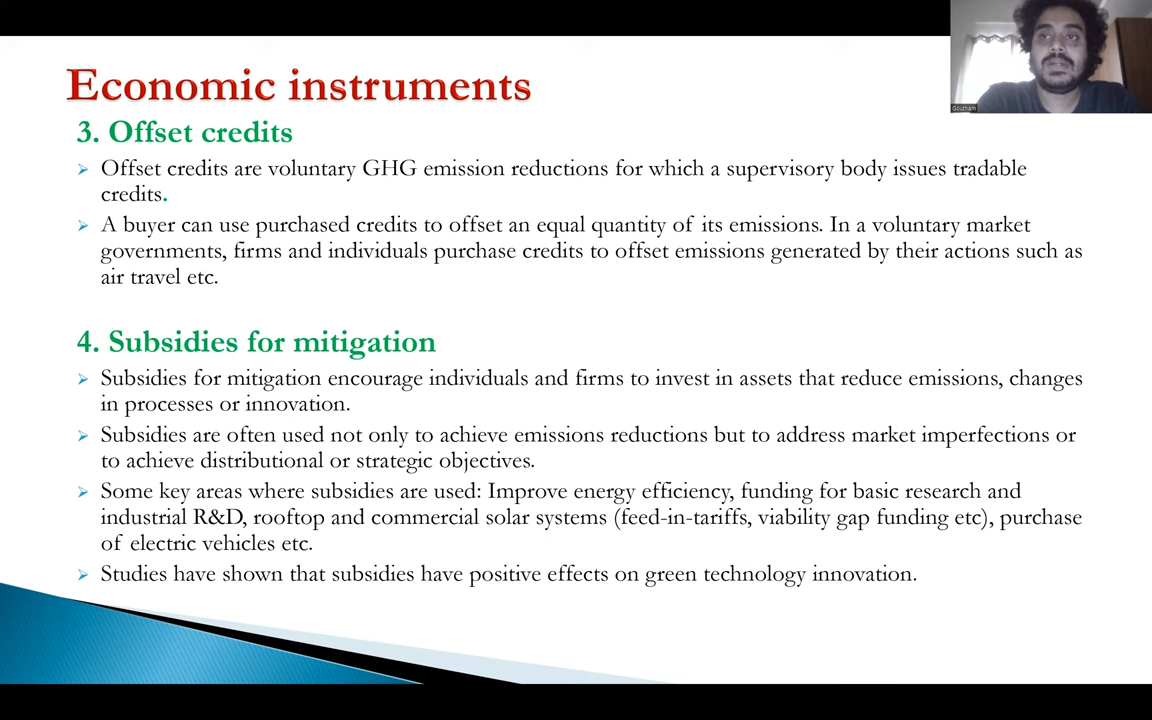 Economic instruments
3. Offset credits
➢ Offset credits are voluntary GHG emission reductions for which a supervisory body issues tradable
credits.
➢ A buyer can use purchased credits to offset an equal quantity of its emissions. In a voluntary market
governments, firms and individuals purchase credits to offset emissions generated by their actions such as
air travel etc.
4. Subsidies for mitigation
➢ Subsidies for mitigation encourage individuals and firms to invest in assets that reduce emissions, changes
in processes or innovation.
➢ Subsidies are often used not only to achieve emissions reductions but to address market imperfections or
to achieve distributional or strategic objectives.
➢ Some key areas where subsidies are used: Improve energy efficiency, funding for basic research and
industrial R&D, rooftop and commercial solar systems (feed-in-tariffs, viability gap funding etc), purchase
of electric vehicles etc.
➢ Studies have shown that subsidies have positive effects on green technology innovation.
Goutham